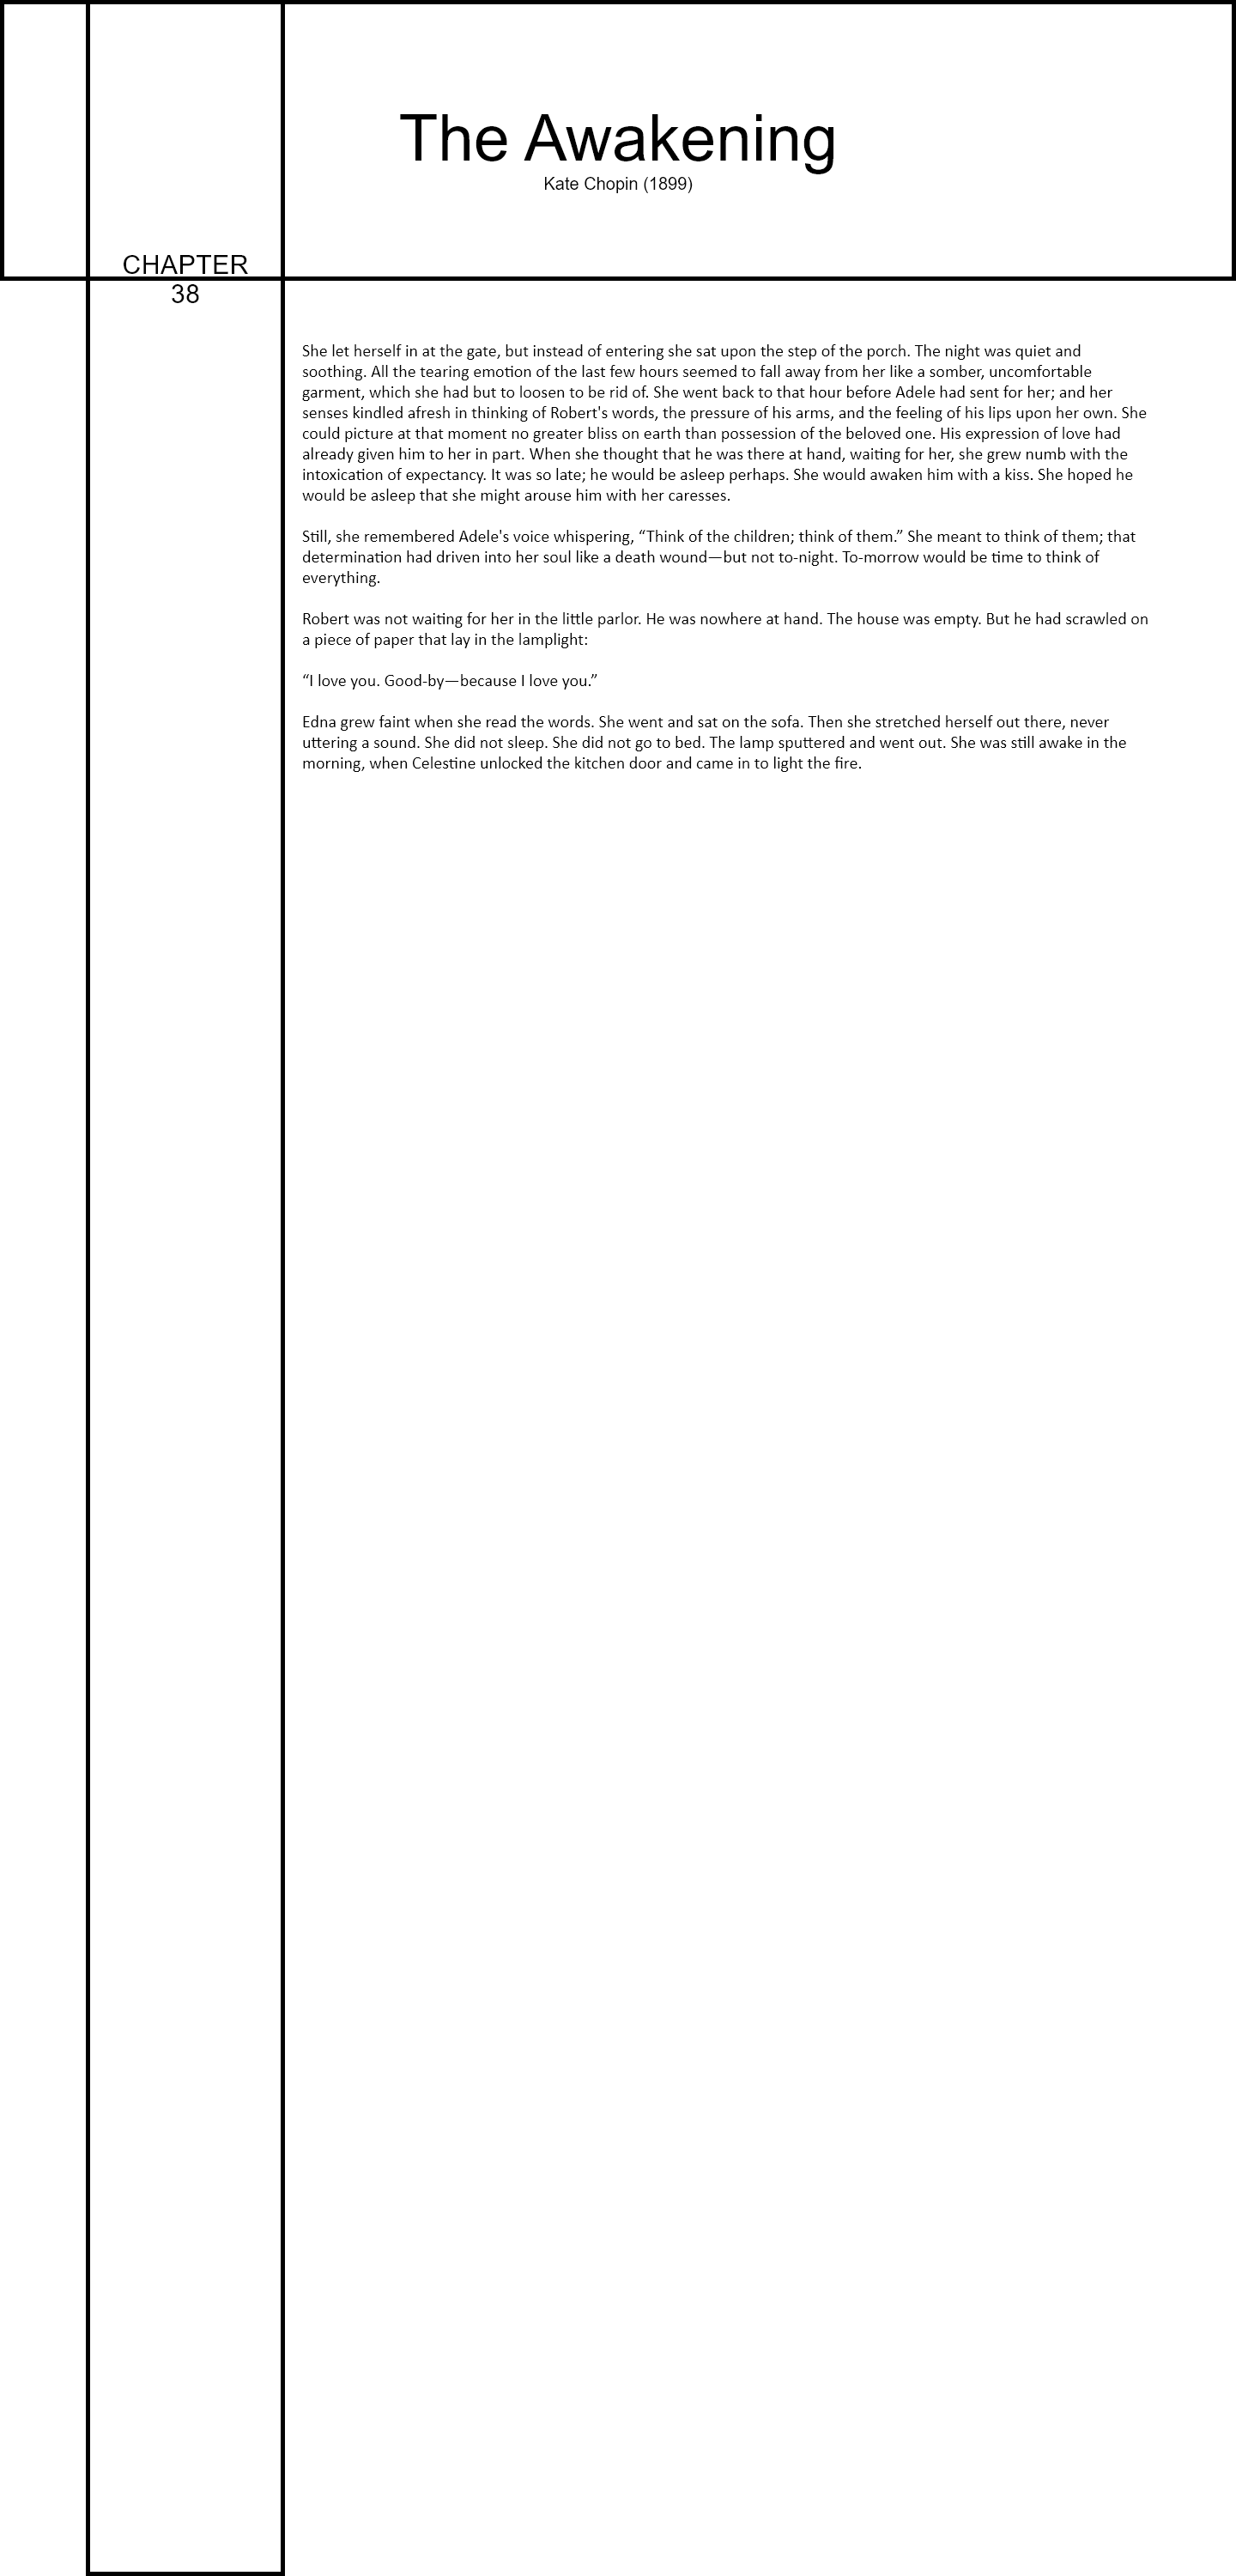 The Awakening
Kate Chopin (1899)
CHAPTER
38
She let herself in at the gate, but instead of entering she sat upon the step of the porch. The night was quiet and
soothing. All the tearing emotion of the last few hours seemed to fall away from her like a somber, uncomfortable
garment, which she had but to loosen to be rid of. She went back to that hour before Adele had sent for her; and her
senses kindled afresh in thinking of Robert's words, the pressure of his arms, and the feeling of his lips upon her own. She
could picture at that moment no greater bliss on earth than possession of the beloved one. His expression of love had
already given him to her in part. When she thought that he was there at hand, waiting for her, she grew numb with the
intoxication of expectancy. It was so late; he would be asleep perhaps. She would awaken him with a kiss. She hoped he
would be asleep that she might arouse him with her caresses.
Still, she remembered Adele's voice whispering, “Think of the children; think of them.” She meant to think of them; that
determination had driven into her soul like a death wound—but not to-night. To-morrow would be time to think of
everything.
Robert was not waiting for her in the little parlor. He was nowhere at hand. The house was empty. But he had scrawled on
a piece of paper that lay in the lamplight:
“I love you. Good-by—because I love you.”
Edna grew faint when she read the words. She went and sat on the sofa. Then she stretched herself out there, never
uttering a sound. She did not sleep. She did not go to bed. The lamp sputtered and went out. She was still awake in the
morning, when Celestine unlocked the kitchen door and came in to light the fire.